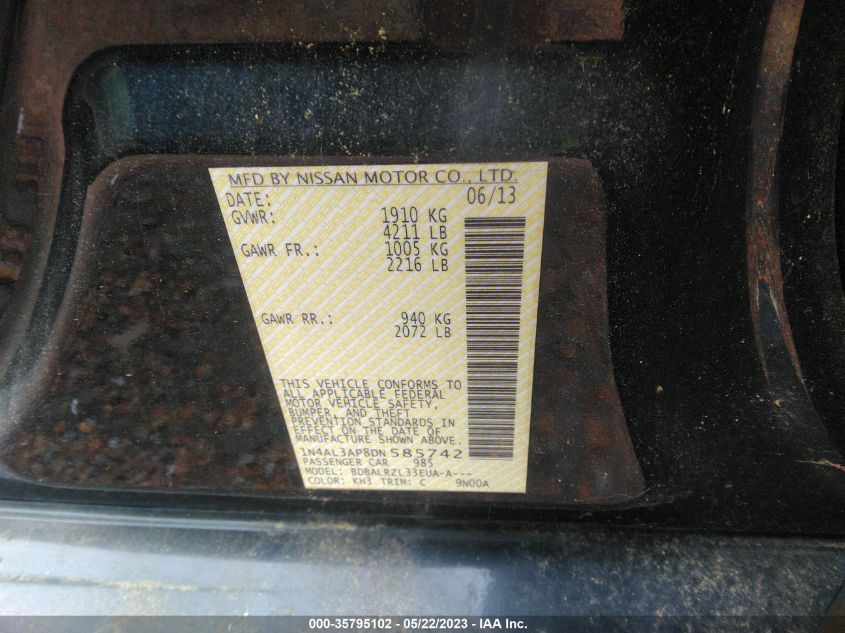 MFD BY NISSAN MOTOR CO., LTD.
DATE: 06/13
GVWR: 1910 KG
4211 LB
GAWR FR.: 1005 KG
2216 LB
GAWR RR.: 940 KG
2072 LB
THIS VEHICLE CONFORMS TO
ALL APPLICABLE FEDERAL
MOTOR VEHICLE SAFETY,
BUMPER, AND THEFT
PREVENTION STANDARDS IN
EFFECT ON THE DATE OF
MANUFACTURE SHOWN ABOVE.
1N4AL3AP8DN 585742
PASSENGER CAR 985
MODEL: BDBALRZL33EUA-A---
COLOR: KH3 TRIM: C 9N00A
000-35795102 - 05/22/2023 - IAA Inc.